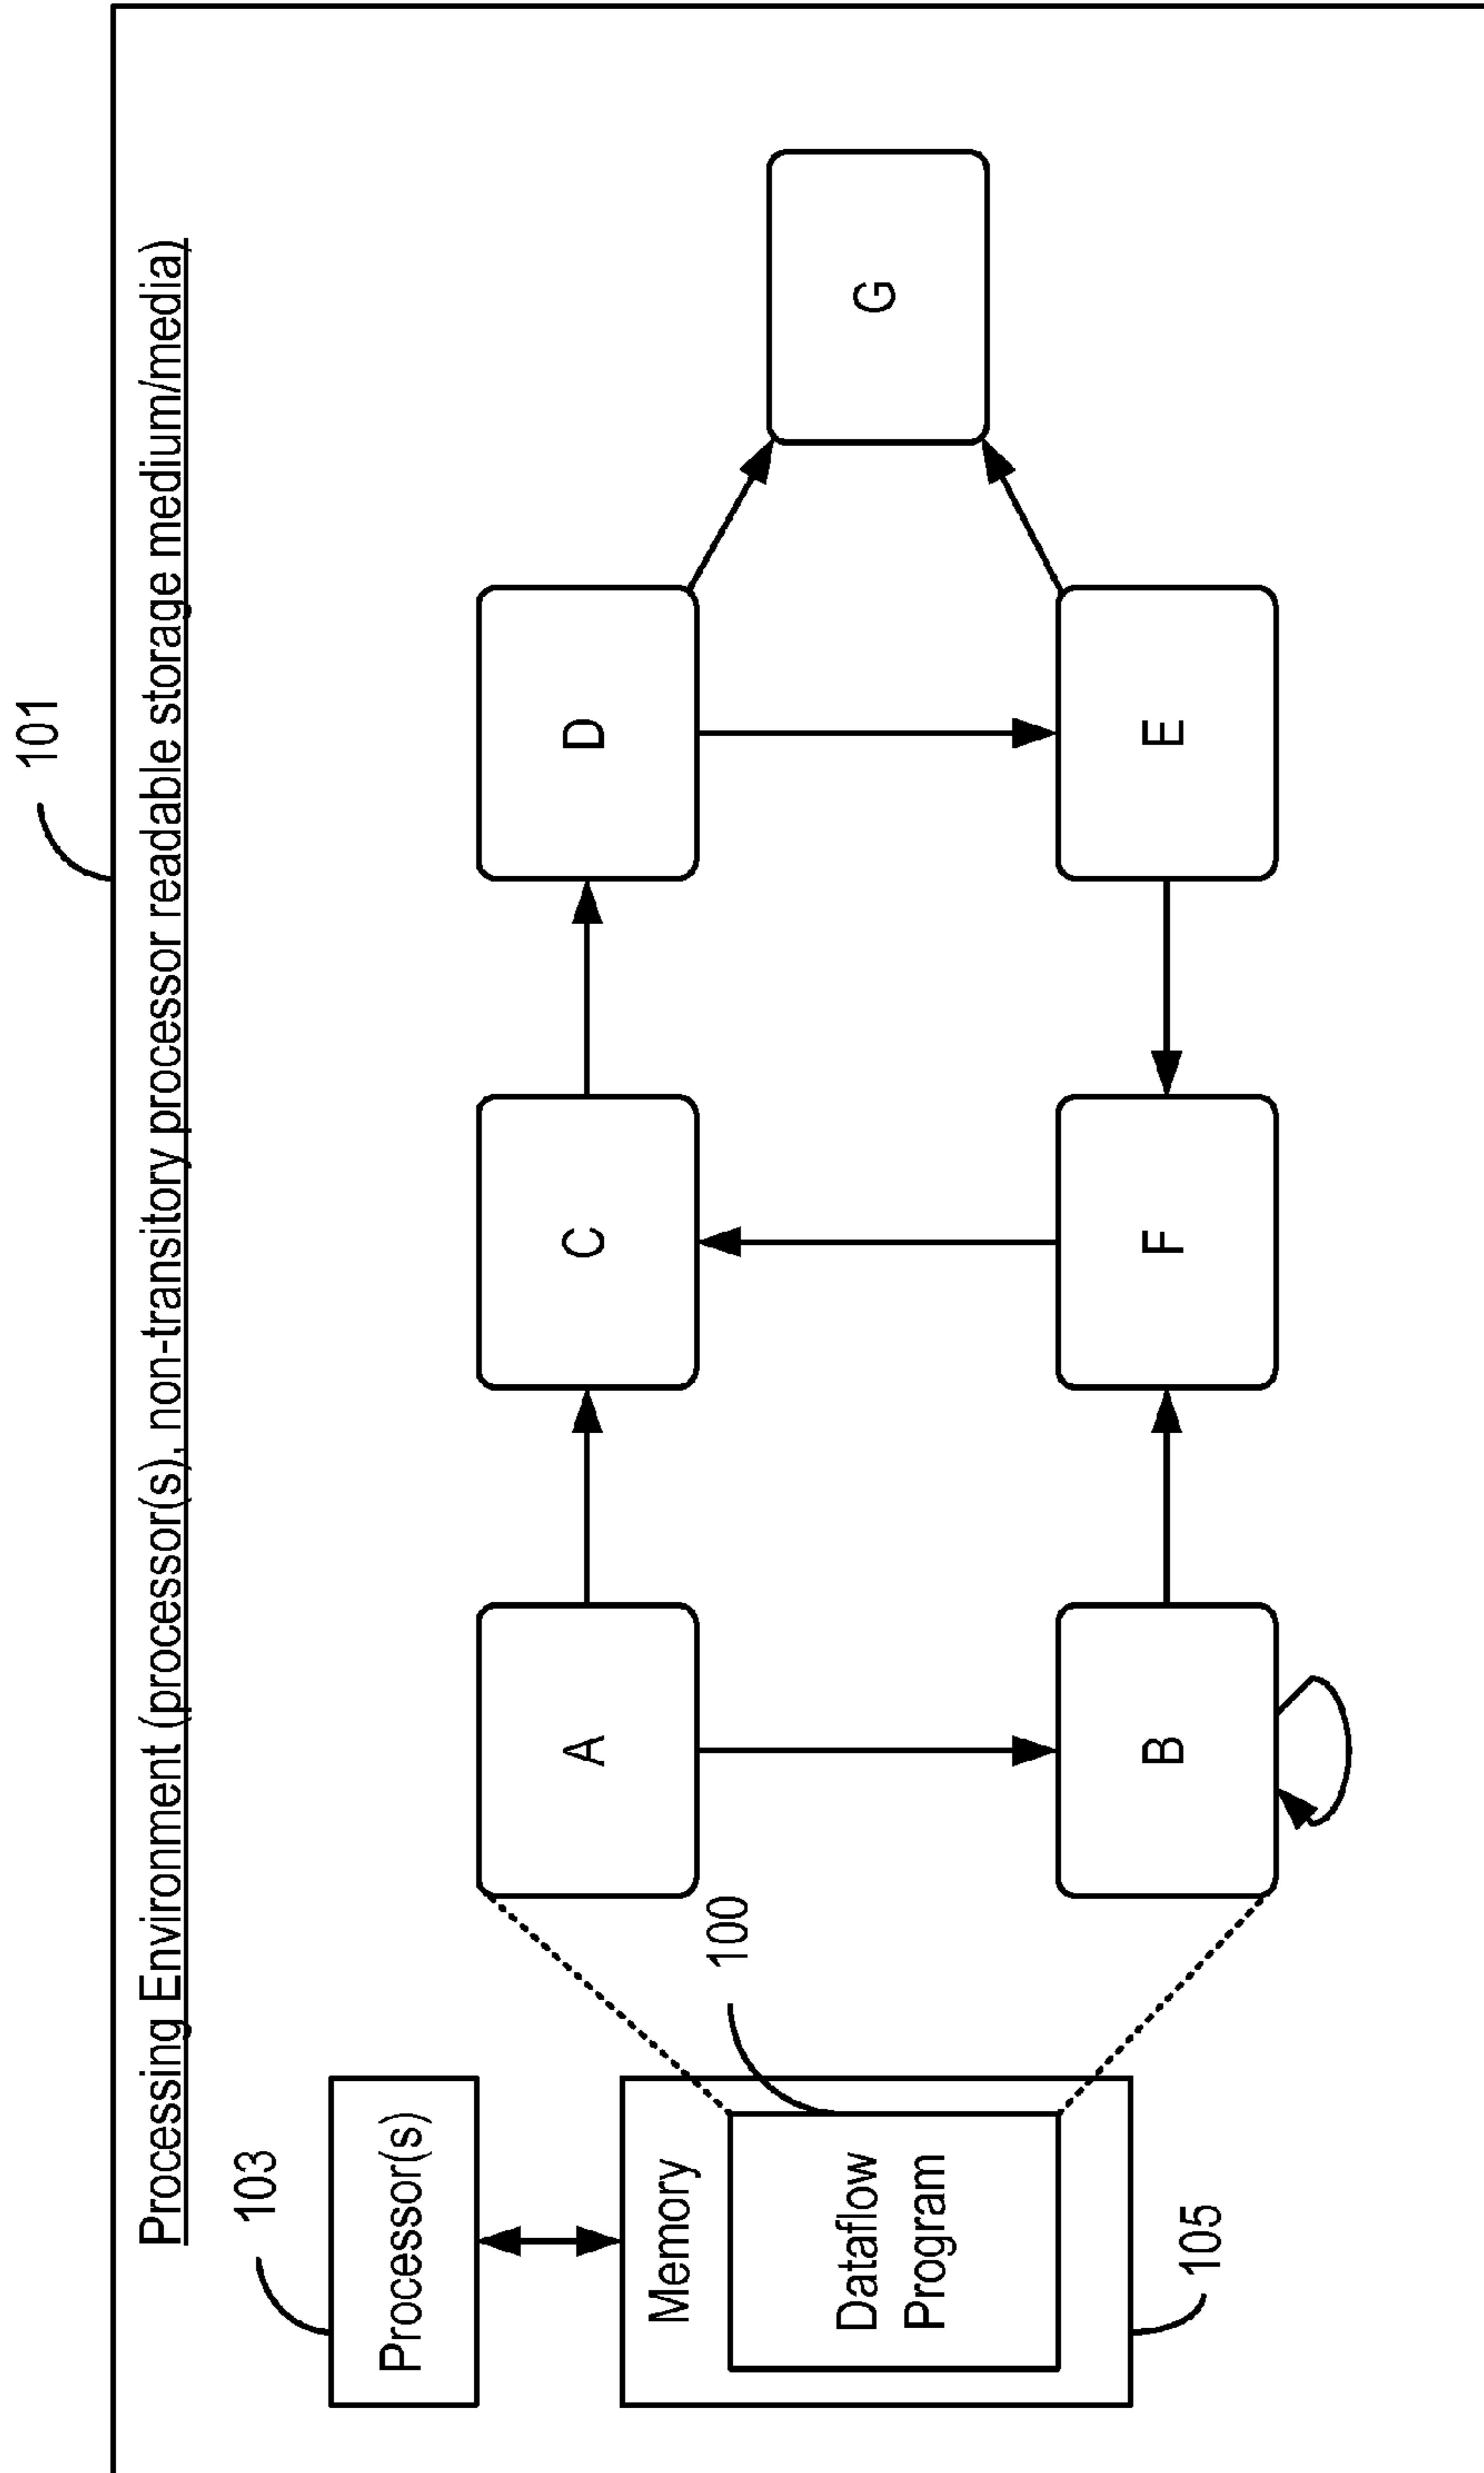 101
Processing Environment (processor(s), non-transitory processor readable storage medium/media)
103
Processor(s)
Memory
Dataflow
Program
100
105
A
C
D
G
B
F
E